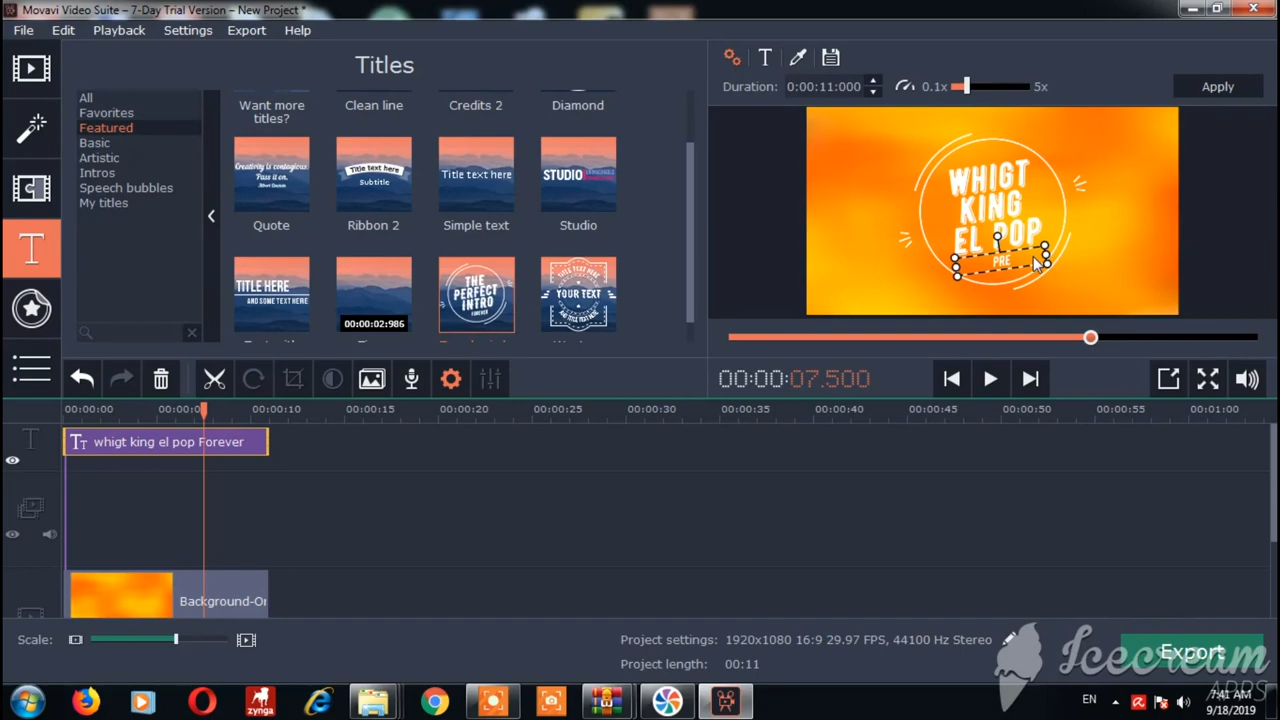 Movavi Video Suite – 7-Day Trial Version – New Project *
File Edit Playback Settings Export Help
Titles
All
Favorites
Featured
Basic
Artistic
Intros
Speech bubbles
My titles
Want more titles?
Clean line
Credits 2
Diamond
Creativity is contagious.
Pass it on.
Title text here
Subtitle
Title text here
STUDIO
Quote
Ribbon 2
Simple text
Studio
TITLE HERE
AND SOME TEXT HERE
00:00:02:986
THE
PERFECT
INTRO
FOREVER
TITLE TEXT HERE
YOUR TEXT
ADD TITLE TEXT HERE
Duration: 0:00:11:000 0.1x 5x Apply
WHIGT
KING
EL POP
PRE
00:00:07.500
00:00:00 00:00:10 00:00:15 00:00:20 00:00:25 00:00:30 00:00:35 00:00:40 00:00:45 00:00:50 00:00:55 00:01:00
whigt king el pop Forever
Background-Or
Scale:
Project settings: 1920x1080 16:9 29.97 FPS, 44100 Hz Stereo
Project length: 00:11
Export
Icecream
APPS
zynga
EN
7:41 AM
9/18/2019